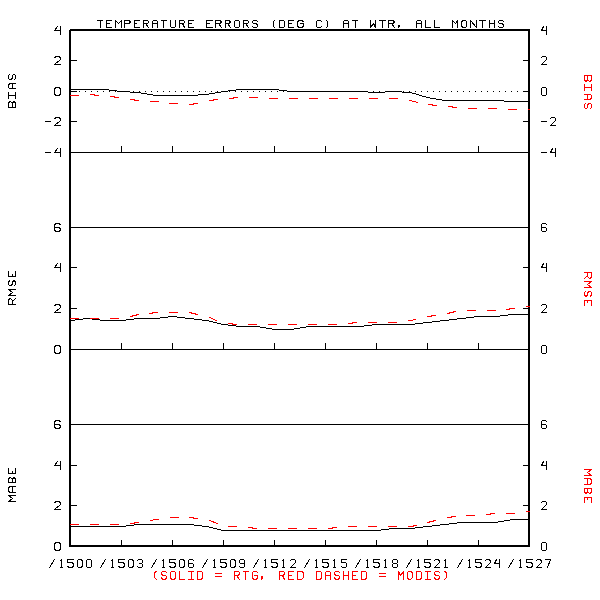 TEMPERATURE ERRORS (DEG C) AT WTR, ALL MONTHS
4 4
2 2
BIAS 0 0 BIAS
-2 -2
-4 -4
6 6
4 4
RMSE RMSE
2 2
0 0
6 6
4 4
MABE MABE
2 2
0 0
/1500 /1503 /1506 /1509 /1512 /1515 /1518 /1521 /1524 /1527
(SOLID = RTG, RED DASHED = MODIS)